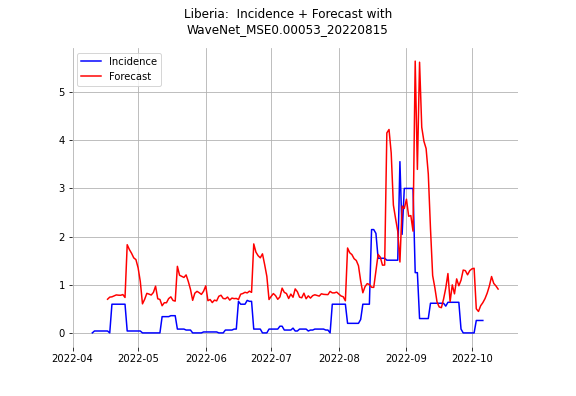 Liberia:  Incidence + Forecast with
WaveNet_MSE0.00053_20220815
Incidence
Forecast
5
4
3
2
1
0
2022-04 2022-05 2022-06 2022-07 2022-08 2022-09 2022-10